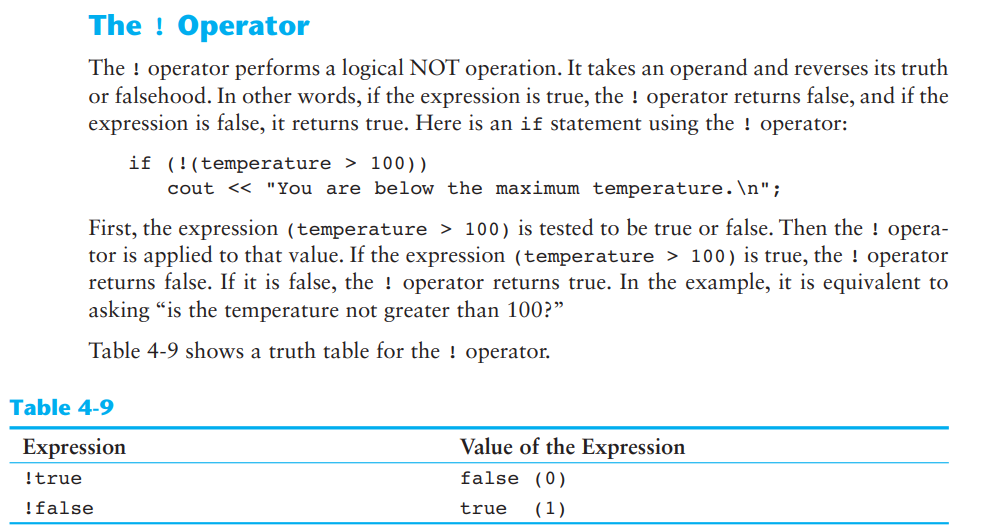 The ! Operator
The ! operator performs a logical NOT operation. It takes an operand and reverses its truth
or falsehood. In other words, if the expression is true, the ! operator returns false, and if the
expression is false, it returns true. Here is an if statement using the ! operator:
if (!(temperature > 100))
cout << "You are below the maximum temperature.\n";
First, the expression (temperature > 100) is tested to be true or false. Then the ! opera-
tor is applied to that value. If the expression (temperature > 100) is true, the ! operator
returns false. If it is false, the ! operator returns true. In the example, it is equivalent to
asking “is the temperature not greater than 100?”
Table 4-9 shows a truth table for the ! operator.
Table 4-9
Expression Value of the Expression
!true false (0)
!false true (1)